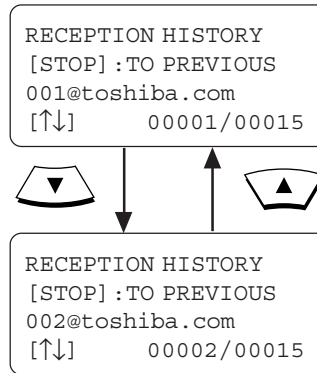 RECEPTION HISTORY
[STOP]:TO PREVIOUS
001@toshiba.com
[↑↓] 00001/00015
RECEPTION HISTORY
[STOP]:TO PREVIOUS
002@toshiba.com
[↑↓] 00002/00015